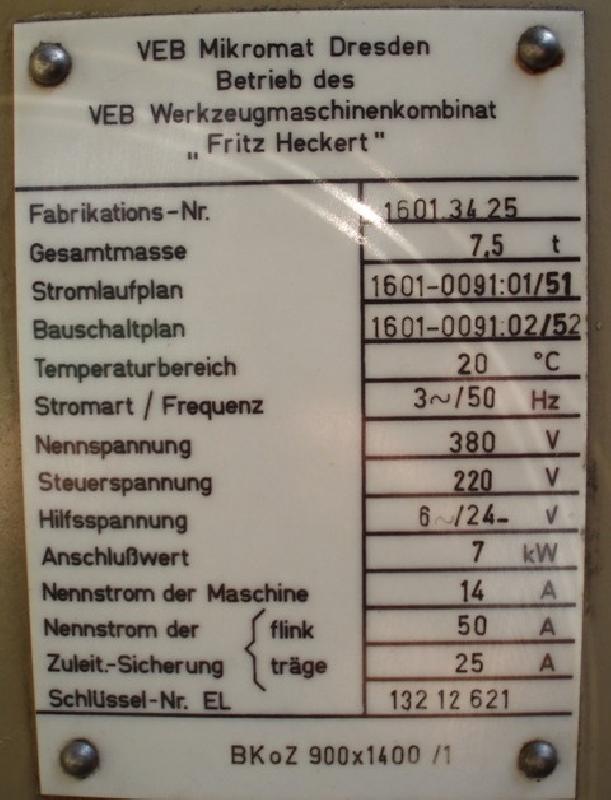 VEB Mikromat Dresden
Betrieb des
VEB Werkzeugmaschinenkombinat
„Fritz Heckert"
Fabrikations-Nr. 1601.34 25
Gesamtmasse 7,5 t
Stromlaufplan 1601-0091:01/51
Bauschaltplan 1601-0091:02/52
Temperaturbereich 20 °C
Stromart / Frequenz 3~/50 Hz
Nennspannung 380 V
Steuerspannung 220 V
Hilfsspannung 6~/24- V
Anschlußwert 7 kW
Nennstrom der Maschine 14 A
Nennstrom der { flink 50 A
Zuleit.-Sicherung träge 25 A
Schlüssel-Nr. EL 132 12 621
BKoZ 900x1400 /1